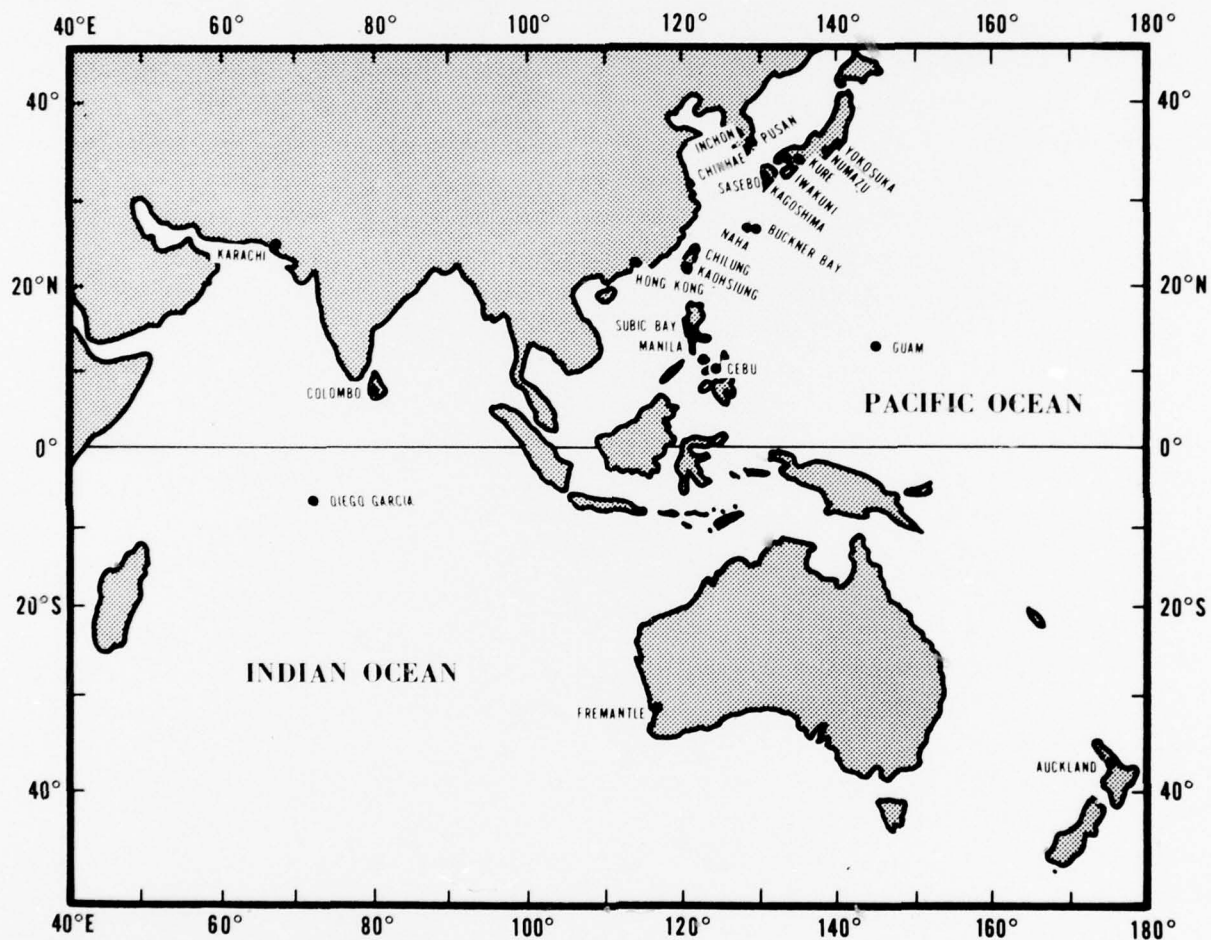 40°E 60° 80° 100° 120° 140° 160° 180°
40° 40°
INCHON
PUSAN
CHINHAE
SASEBO
YOKOSUKA
NUMAZU
KURE
IWAKUNI
KAGOSHIMA
KARACHI
NAHA
BUCKNER BAY
CHILUNG
KAOHSIUNG
HONG KONG
20°N 20°N
SUBIC BAY
MANILA
GUAM
CEBU
COLOMBO
PACIFIC OCEAN
0° 0°
DIEGO GARCIA
20°S 20°S
INDIAN OCEAN
FREMANTLE
AUCKLAND
40° 40°
40°E 60° 80° 100° 120° 140° 160° 180°